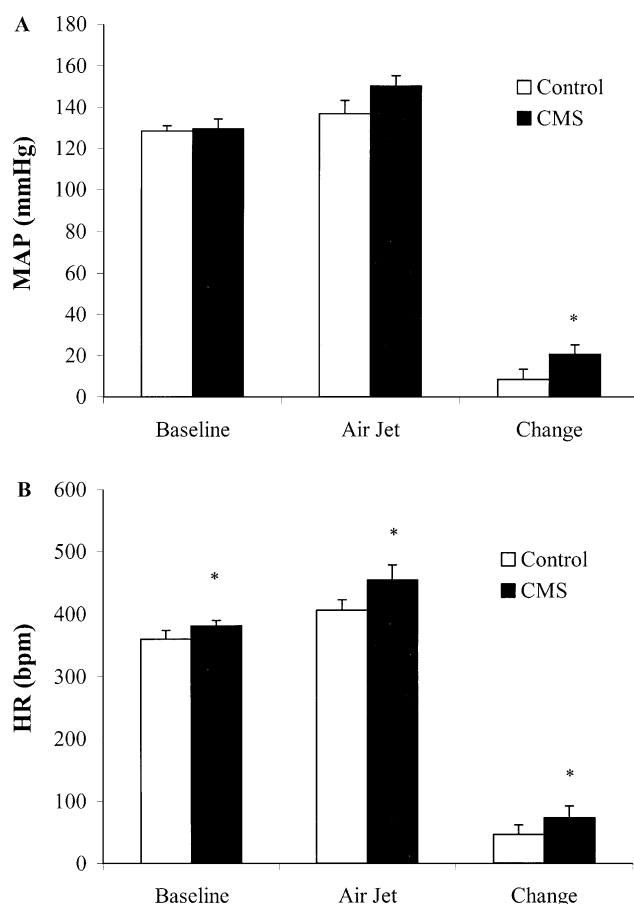 A
180
160
140
120
100
80
60
40
20
0
MAP (mmHg)
Control
CMS
*
Baseline Air Jet Change
B
600
500
400
300
200
100
0
HR (bpm)
Control
CMS
* * *
Baseline Air Jet Change